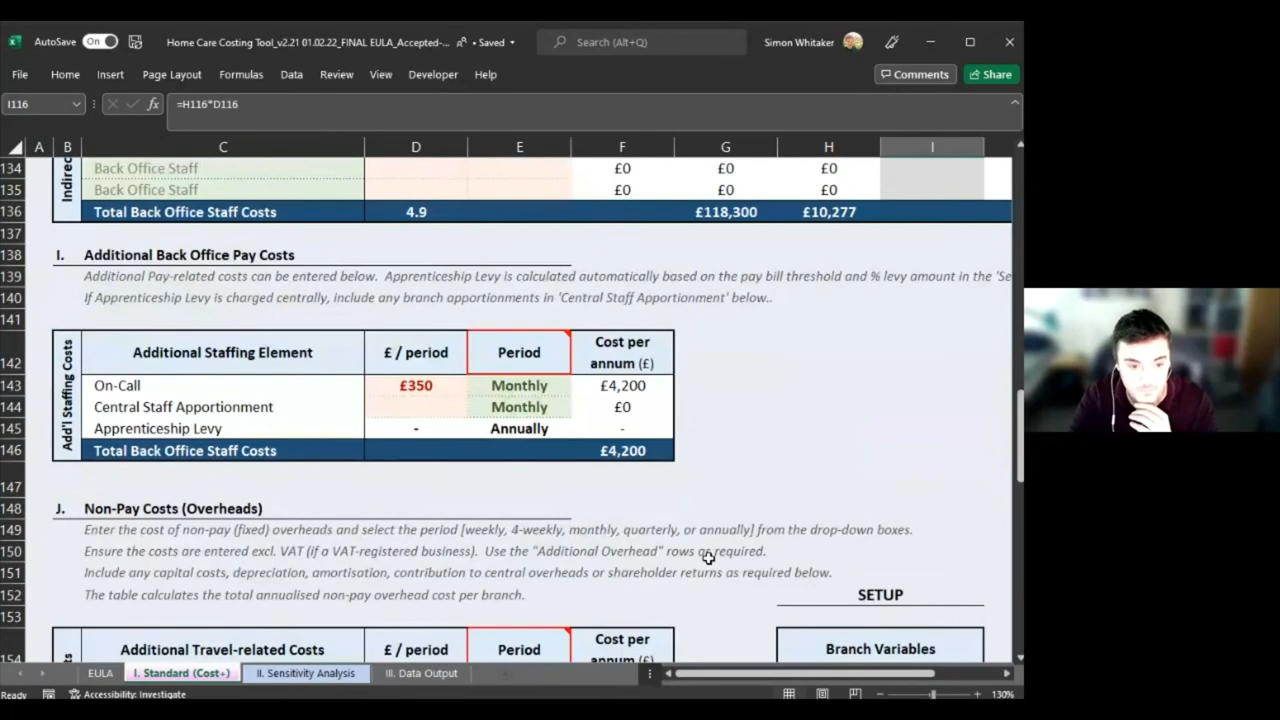 AutoSave On Home Care Costing Tool_v2.21 01.02.22_FINAL EULA_Accepted-... • Saved Search (Alt+Q) Simon Whitaker
File Home Insert Page Layout Formulas Data Review View Developer Help Comments Share
I116 fx =H116*D116
A B C D E F G H I
134 Back Office Staff £0 £0 £0
135 Back Office Staff £0 £0 £0
Indirec
136 Total Back Office Staff Costs 4.9 £118,300 £10,277
137
138 I. Additional Back Office Pay Costs
139 Additional Pay-related costs can be entered below. Apprenticeship Levy is calculated automatically based on the pay bill threshold and % levy amount in the 'Se
140 If Apprenticeship Levy is charged centrally, include any branch apportionments in 'Central Staff Apportionment' below..
141
Add'l Staffing Costs
142 Additional Staffing Element £ / period Period Cost per annum (£)
143 On-Call £350 Monthly £4,200
144 Central Staff Apportionment Monthly £0
145 Apprenticeship Levy - Annually -
146 Total Back Office Staff Costs £4,200
147
148 J. Non-Pay Costs (Overheads)
149 Enter the cost of non-pay (fixed) overheads and select the period [weekly, 4-weekly, monthly, quarterly, or annually] from the drop-down boxes.
150 Ensure the costs are entered excl. VAT (if a VAT-registered business). Use the "Additional Overhead" rows as required.
151 Include any capital costs, depreciation, amortisation, contribution to central overheads or shareholder returns as required below.
152 The table calculates the total annualised non-pay overhead cost per branch. SETUP
153
154 Additional Travel-related Costs £ / period Period Cost per annum (£) Branch Variables
EULA I. Standard (Cost+) II. Sensitivity Analysis III. Data Output
Ready Accessibility: Investigate 130%